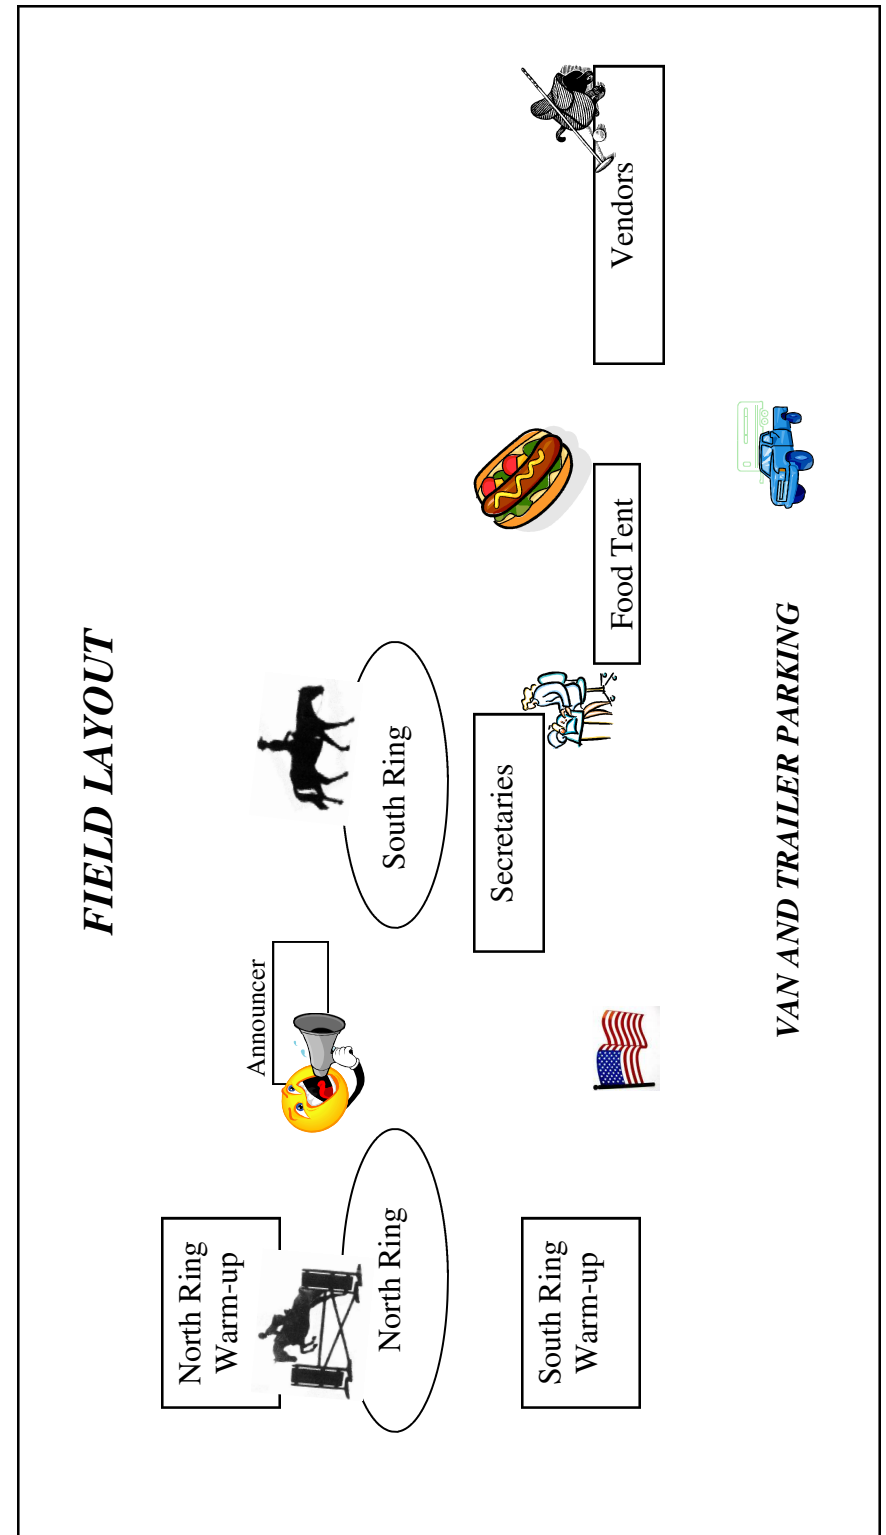 FIELD LAYOUT
North Ring
Warm-up
Announcer
North Ring
South Ring
South Ring
Warm-up
Secretaries
Food Tent
Vendors
VAN AND TRAILER PARKING